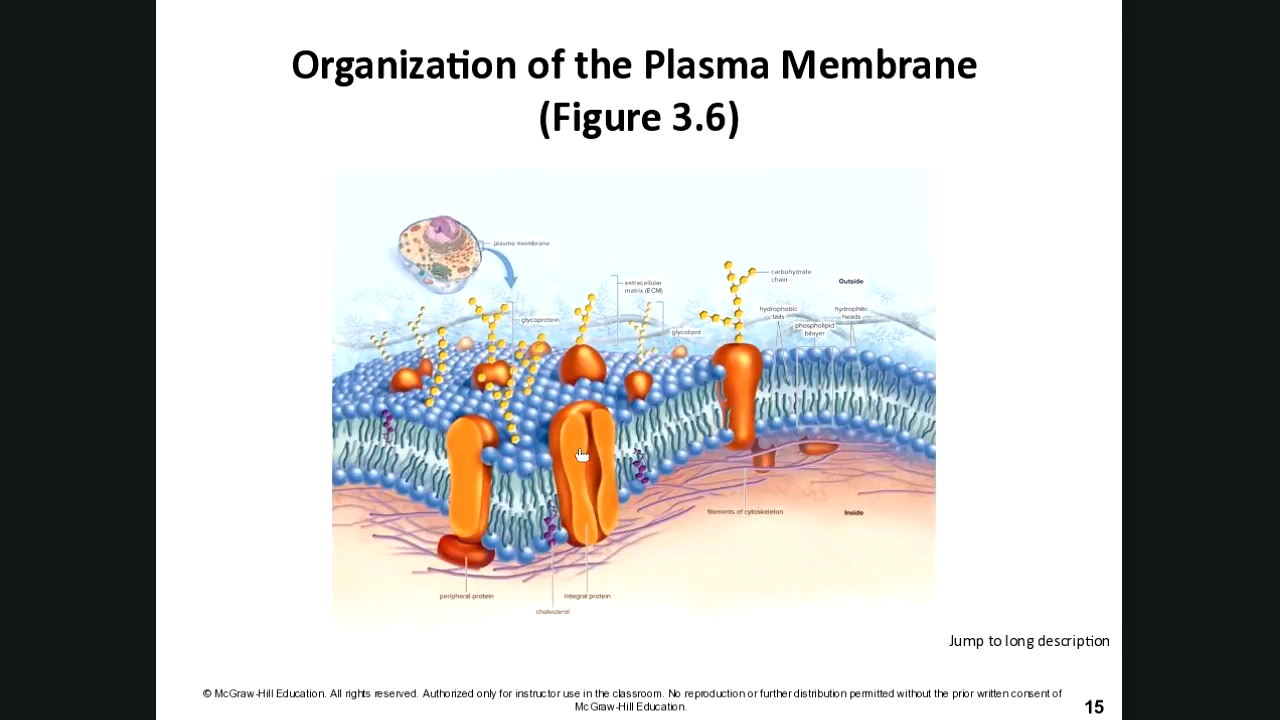 Organization of the Plasma Membrane
(Figure 3.6)
plasma membrane
carbohydrate
chain
Outside
extracellular
matrix (ECM)
hydrophobic
tails
hydrophilic
heads
glycoprotein
phospholipid
bilayer
glycolipid
filaments of cytoskeleton
Inside
peripheral protein
integral protein
cholesterol
Jump to long description
© McGraw-Hill Education. All rights reserved. Authorized only for instructor use in the classroom. No reproduction or further distribution permitted without the prior written consent of
McGraw-Hill Education.
15